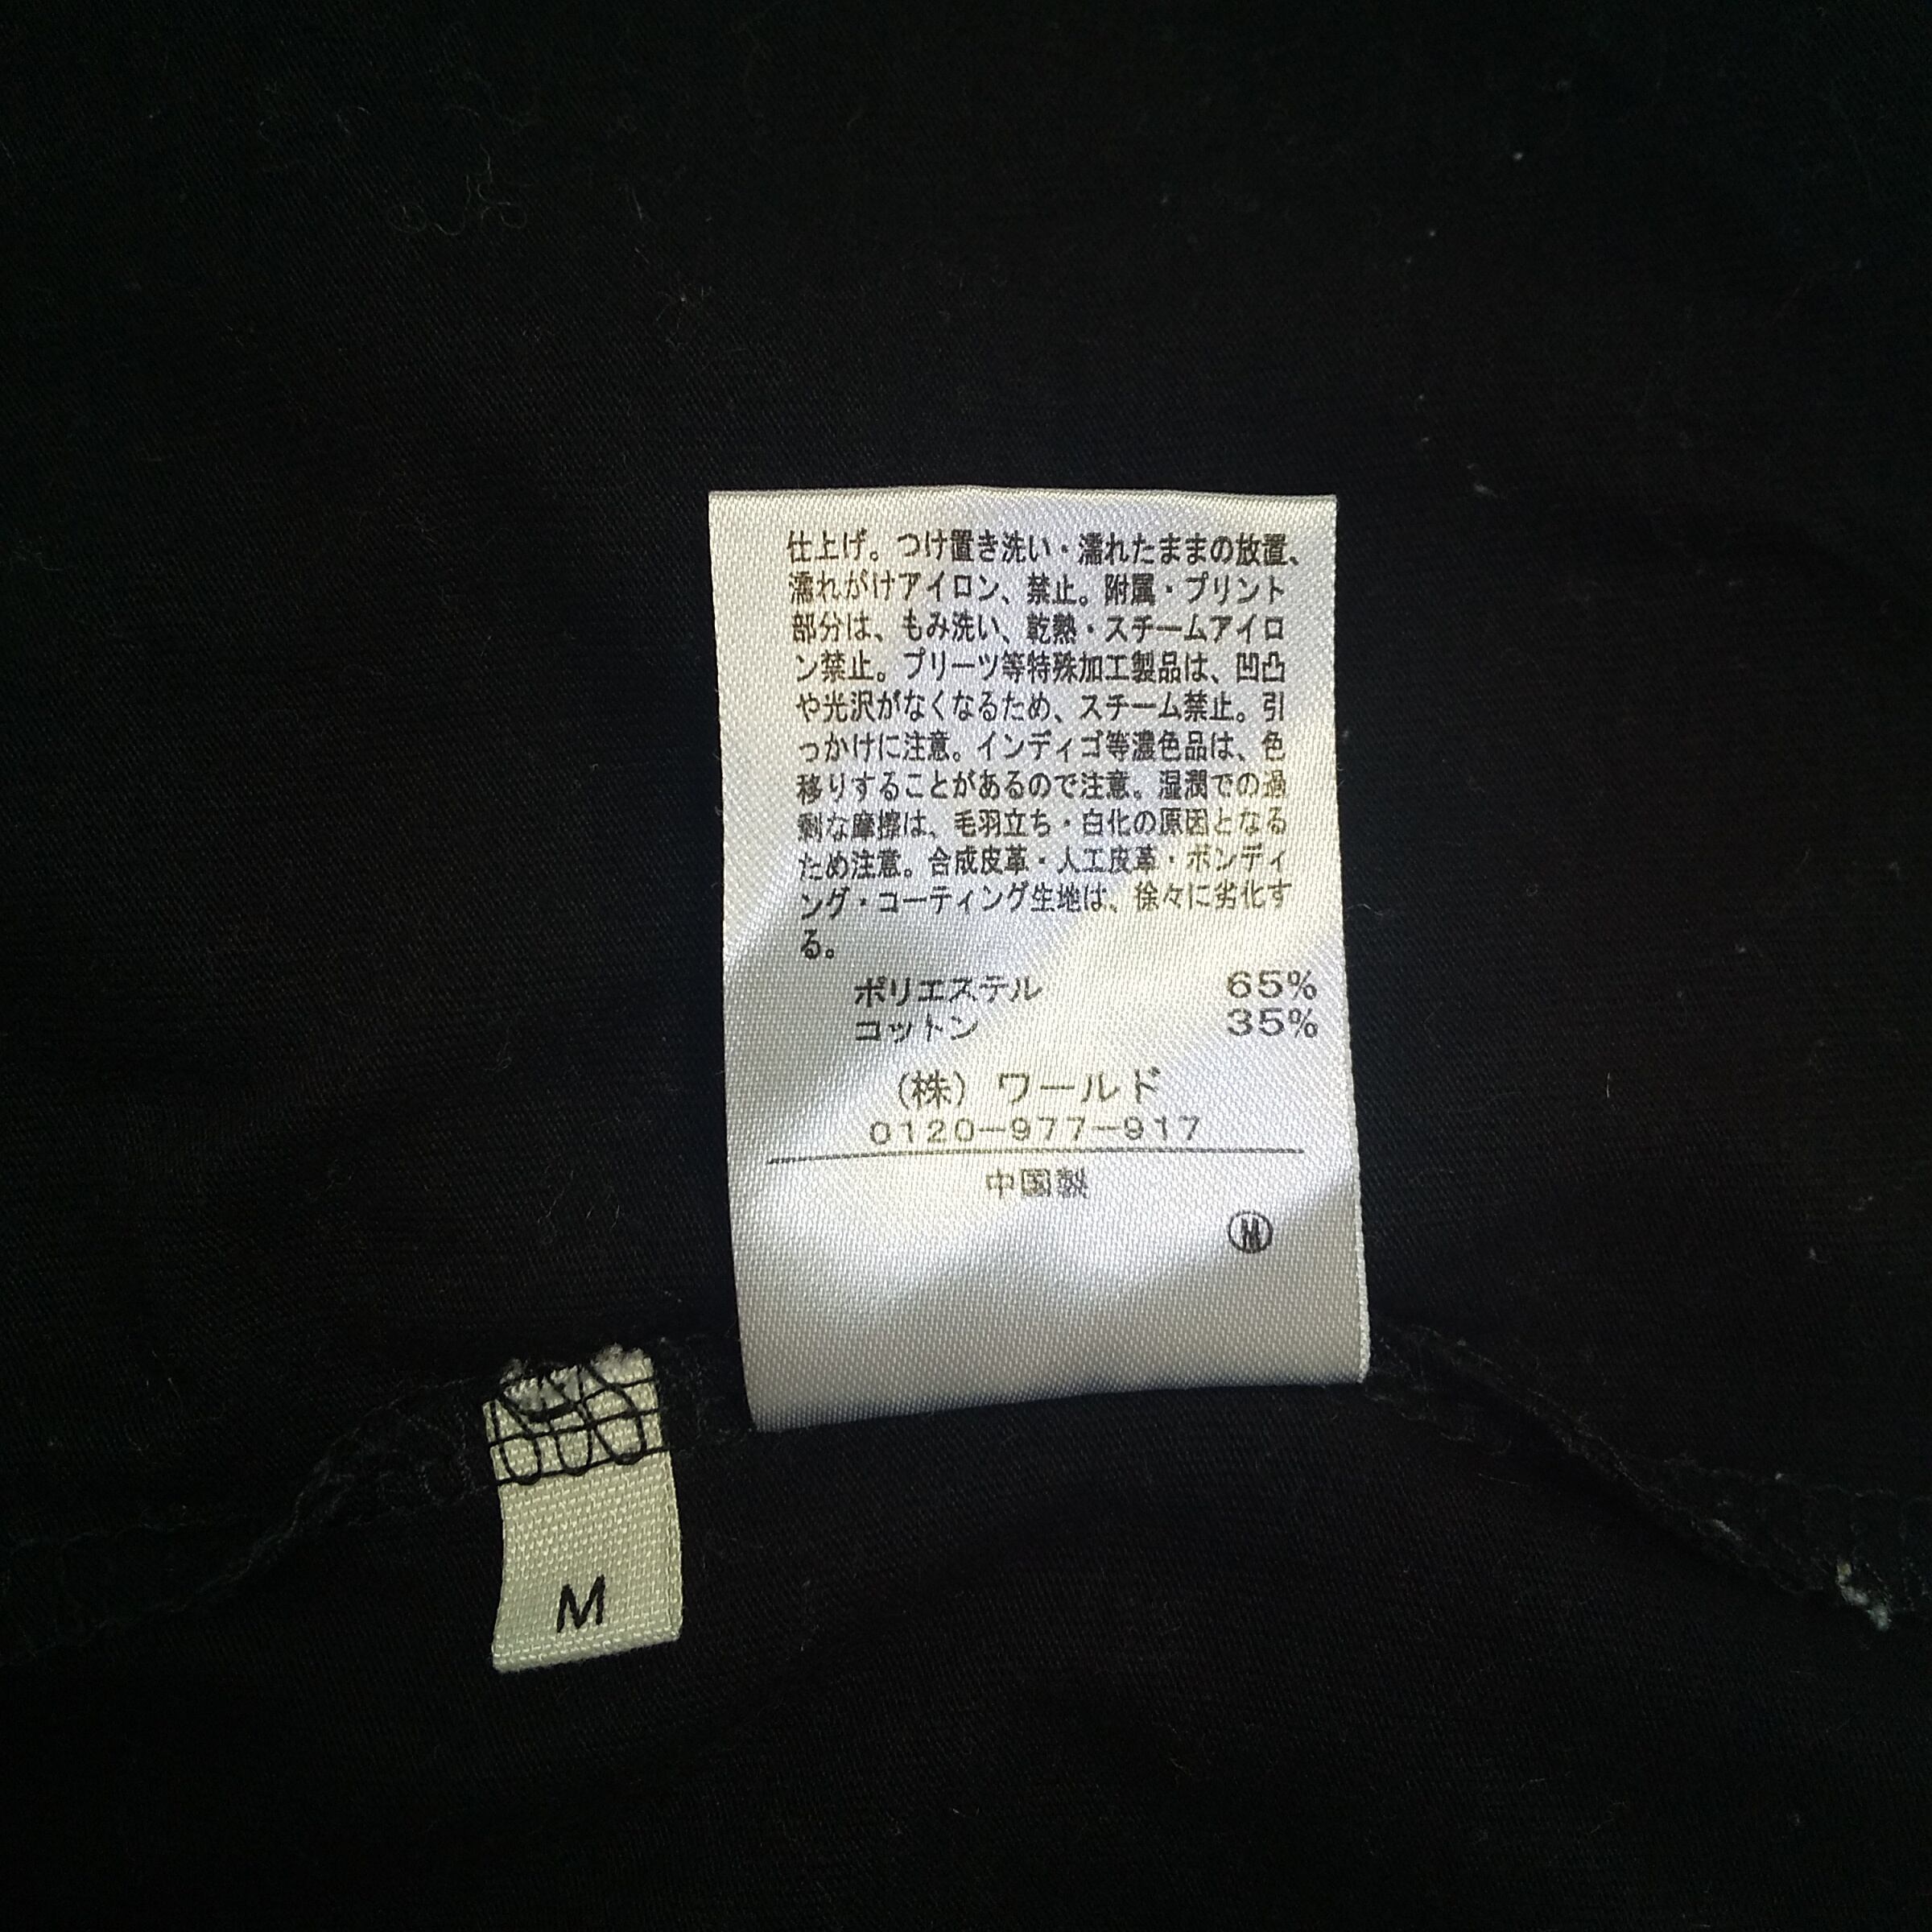 仕上げ。つけ置き洗い・濡れたままの放置、
濡れがけアイロン、禁止。附属・プリント
部分は、もみ洗い、乾熱・スチームアイロ
ン禁止。プリーツ等特殊加工製品は、凹凸
や光沢がなくなるため、スチーム禁止。引
っかけに注意。インディゴ等濃色品は、色
移りすることがあるので注意。湿潤での過
剰な摩擦は、毛羽立ち・白化の原因となる
ため注意。合成皮革・人工皮革・ボンディ
ング・コーティング生地は、徐々に劣化す
る。
ポリエステル 65%
コットン 35%
(株) ワールド
0120-977-917
中国製
Ⓜ
M